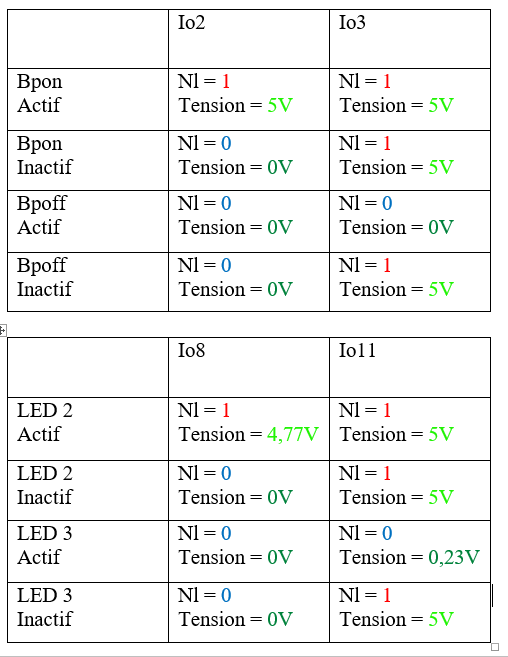 Io2 Io3
Bpon Nl = 1 Nl = 1
Actif Tension = 5V Tension = 5V
Bpon Nl = 0 Nl = 1
Inactif Tension = 0V Tension = 5V
Bpoff Nl = 0 Nl = 0
Actif Tension = 0V Tension = 0V
Bpoff Nl = 0 Nl = 1
Inactif Tension = 0V Tension = 5V
Io8 Io11
LED 2 Nl = 1 Nl = 1
Actif Tension = 4,77V Tension = 5V
LED 2 Nl = 0 Nl = 1
Inactif Tension = 0V Tension = 5V
LED 3 Nl = 0 Nl = 0
Actif Tension = 0V Tension = 0,23V
LED 3 Nl = 0 Nl = 1
Inactif Tension = 0V Tension = 5V